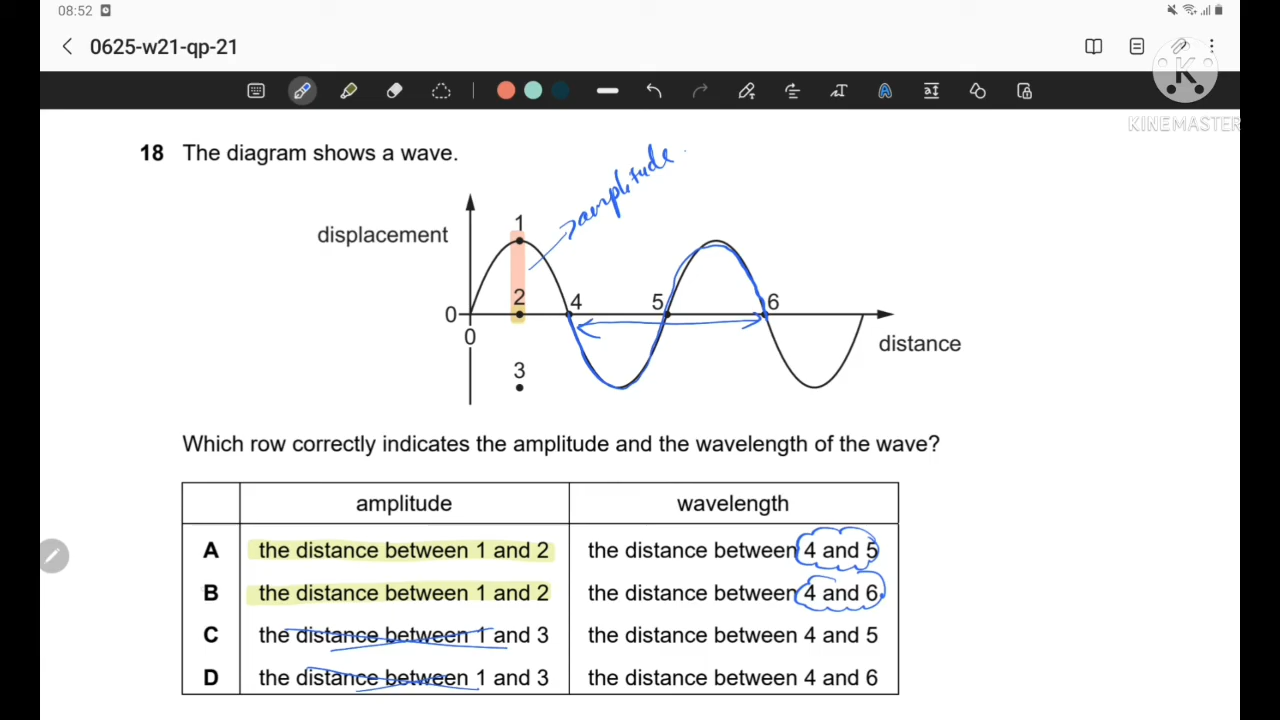 08:52
0625-w21-qp-21
K
KINEMASTER
18 The diagram shows a wave.
amplitude
displacement
1
2
3
4
5
6
0
0
distance
Which row correctly indicates the amplitude and the wavelength of the wave?
amplitude wavelength
A the distance between 1 and 2 the distance between 4 and 5
B the distance between 1 and 2 the distance between 4 and 6
C the distance between 1 and 3 the distance between 4 and 5
D the distance between 1 and 3 the distance between 4 and 6